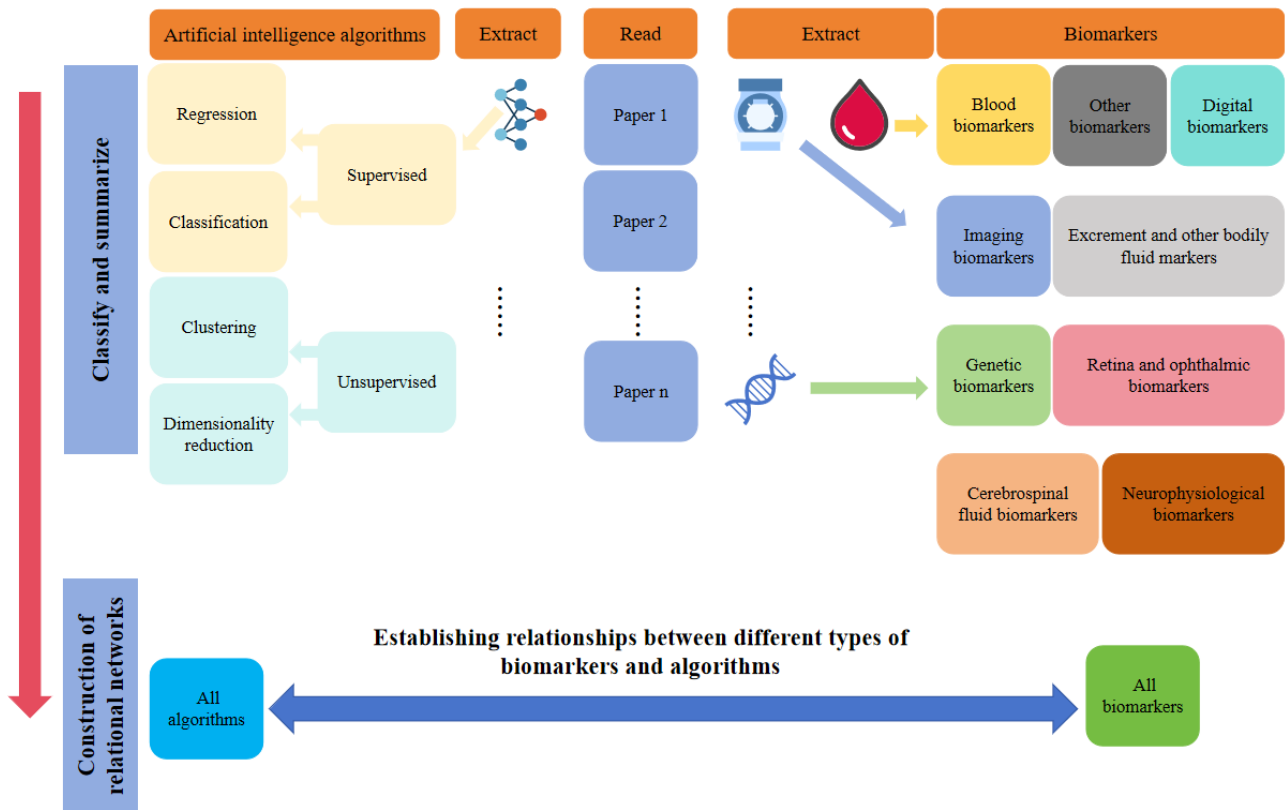 Artificial intelligence algorithms
Extract
Read
Extract
Biomarkers
Classify and summarize
Regression
Supervised
Classification
Clustering
Unsupervised
Dimensionality
reduction
Paper 1
Paper 2
Paper n
Blood
biomarkers
Other
biomarkers
Digital
biomarkers
Imaging
biomarkers
Excrement and other bodily
fluid markers
Genetic
biomarkers
Retina and ophthalmic
biomarkers
Cerebrospinal
fluid biomarkers
Neurophysiological
biomarkers
Construction of
relational networks
Establishing relationships between different types of
biomarkers and algorithms
All
algorithms
All
biomarkers